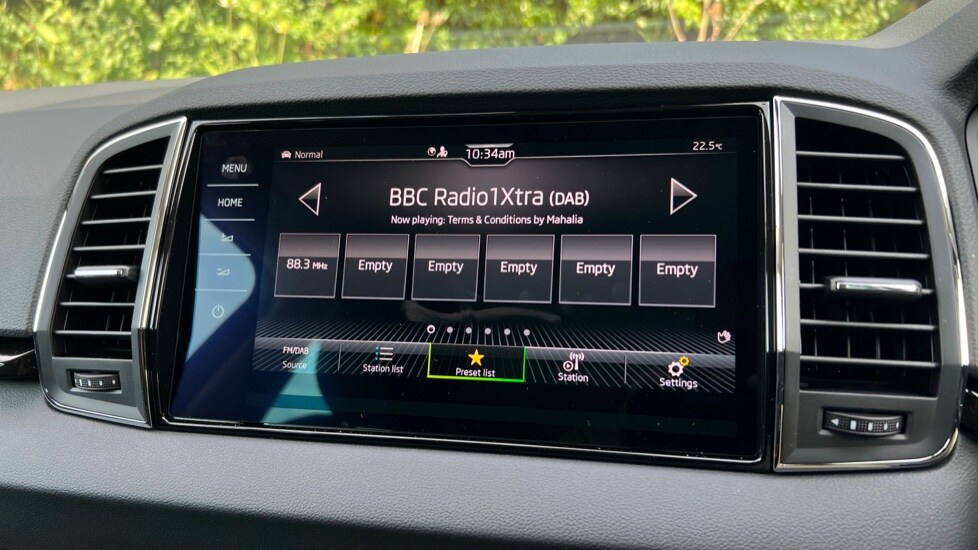 MENU
HOME
Normal
10:34am
22.5°C
BBC Radio1Xtra (DAB)
Now playing: Terms & Conditions by Mahalia
88.3 MHz
Empty
Empty
Empty
Empty
Empty
FM/DAB
Source
Station list
Preset list
Station
Settings